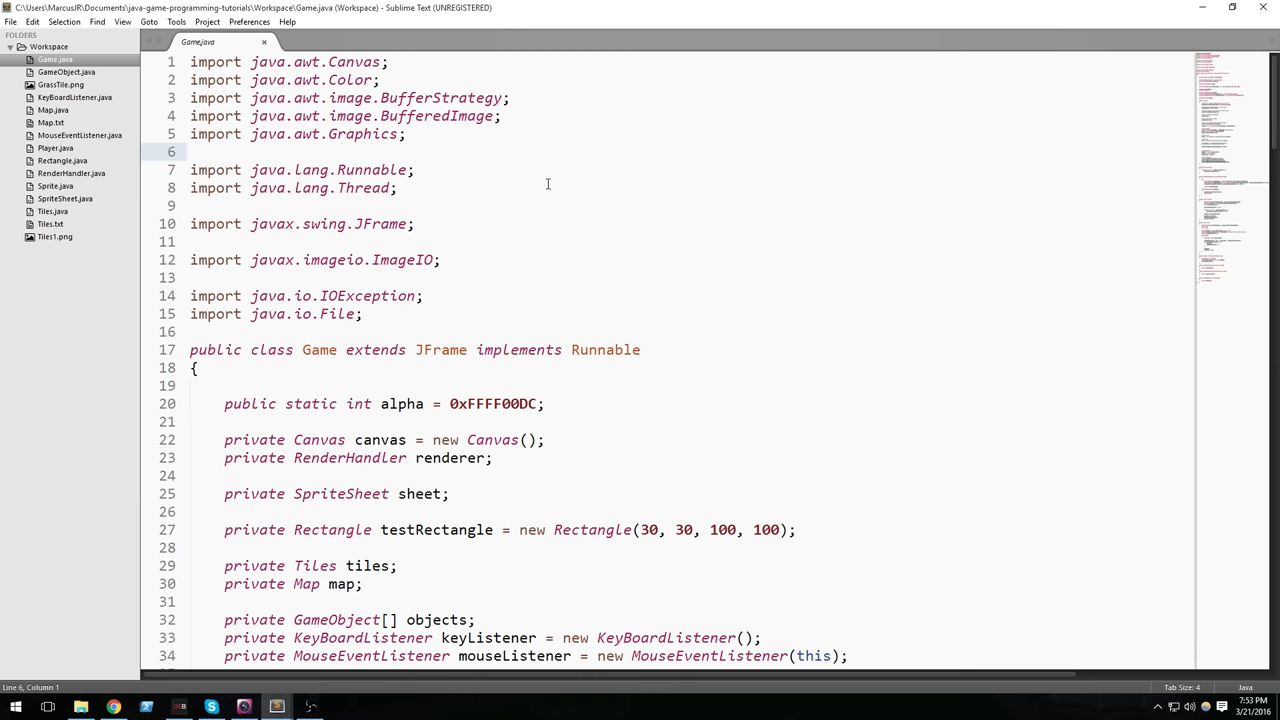 C:\Users\MarcusJR\Documents\java-game-programming-tutorials\Workspace\Game.java (Workspace) - Sublime Text (UNREGISTERED)
File Edit Selection Find View Goto Tools Project Preferences Help
FOLDERS
Workspace
Game.java
GameObject.java
GrassTile.png
KeyBoardListener.java
Map.java
Map.txt
MouseEventListener.java
Player.java
Rectangle.java
RenderHandler.java
Sprite.java
SpriteSheet.java
Tiles.java
Tiles.txt
Tiles1.png
Game.java
1 import java.awt.Canvas;
2 import java.awt.Color;
3 import java.awt.image.BufferStrategy;
4 import java.awt.image.BufferedImage;
5 import java.awt.Graphics;
6
7 import java.lang.Runnable;
8 import java.lang.Thread;
9
10 import javax.swing.JFrame;
11
12 import javax.imageio.ImageIO;
13
14 import java.io.IOException;
15 import java.io.File;
16
17 public class Game extends JFrame implements Runnable
18 {
19
20 public static int alpha = 0xFFFF00DC;
21
22 private Canvas canvas = new Canvas();
23 private RenderHandler renderer;
24
25 private SpriteSheet sheet;
26
27 private Rectangle testRectangle = new Rectangle(30, 30, 100, 100);
28
29 private Tiles tiles;
30 private Map map;
31
32 private GameObject[] objects;
33 private KeyBoardListener keyListener = new KeyBoardListener();
34 private MouseEventListener mouseListener = new MouseEventListener(this);
Line 6, Column 1
Tab Size: 4
Java
7:53 PM
3/21/2016